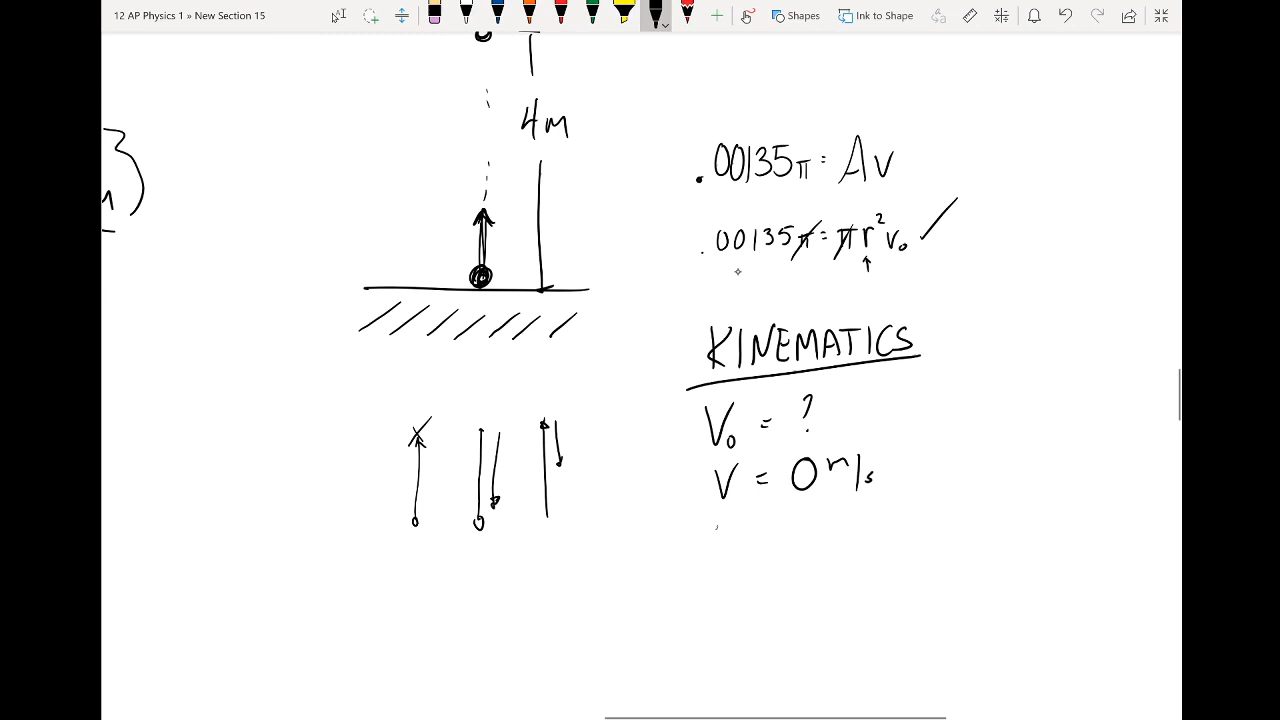 12 AP Physics 1 » New Section 15
Shapes
Ink to Shape
4m
.00135π = Av
.00135π = πr²v₀ ✓
KINEMATICS
V₀ = ?
V = 0 m/s